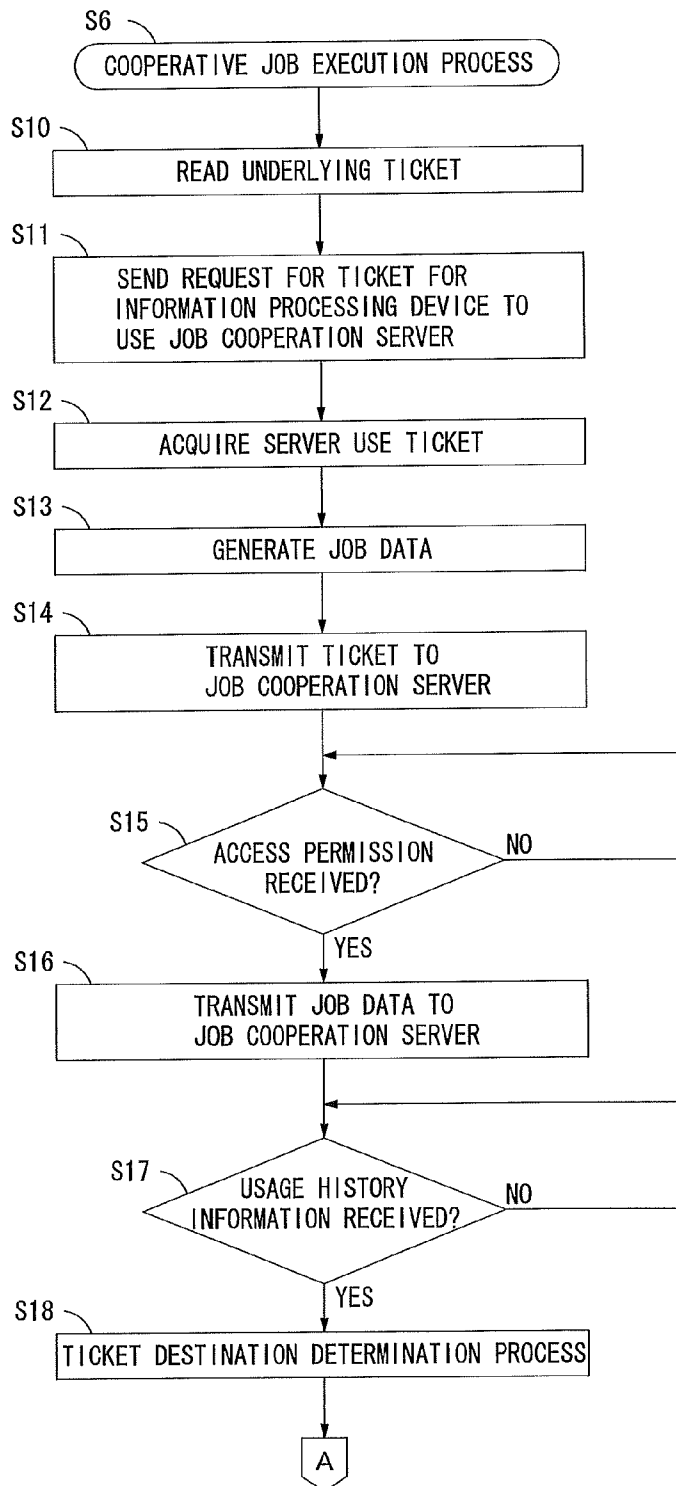 S6
COOPERATIVE JOB EXECUTION PROCESS
S10
READ UNDERLYING TICKET
S11
SEND REQUEST FOR TICKET FOR
INFORMATION PROCESSING DEVICE TO
USE JOB COOPERATION SERVER
S12
ACQUIRE SERVER USE TICKET
S13
GENERATE JOB DATA
S14
TRANSMIT TICKET TO
JOB COOPERATION SERVER
S15
ACCESS PERMISSION
RECEIVED?
NO
YES
S16
TRANSMIT JOB DATA TO
JOB COOPERATION SERVER
S17
USAGE HISTORY
INFORMATION RECEIVED?
NO
YES
S18
TICKET DESTINATION DETERMINATION PROCESS
A